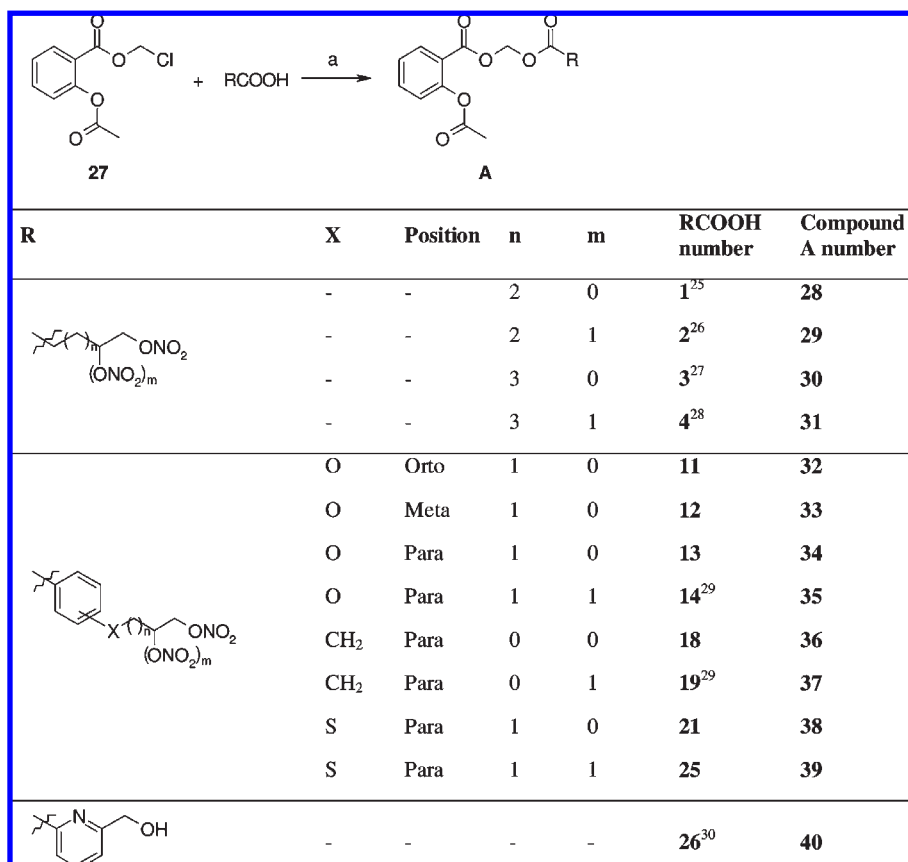 O
O
Cl
O
O
27
+ RCOOH
a
O
O
O
O
R
O
O
A
R X Position n m RCOOH number Compound A number
n
ONO2
(ONO2)m
- - 2 0 1^25 28
- - 2 1 2^26 29
- - 3 0 3^27 30
- - 3 1 4^28 31
X ( )n
ONO2
(ONO2)m
O Orto 1 0 11 32
O Meta 1 0 12 33
O Para 1 0 13 34
O Para 1 1 14^29 35
CH2 Para 0 0 18 36
CH2 Para 0 1 19^29 37
S Para 1 0 21 38
S Para 1 1 25 39
N
OH
- - - - 26^30 40